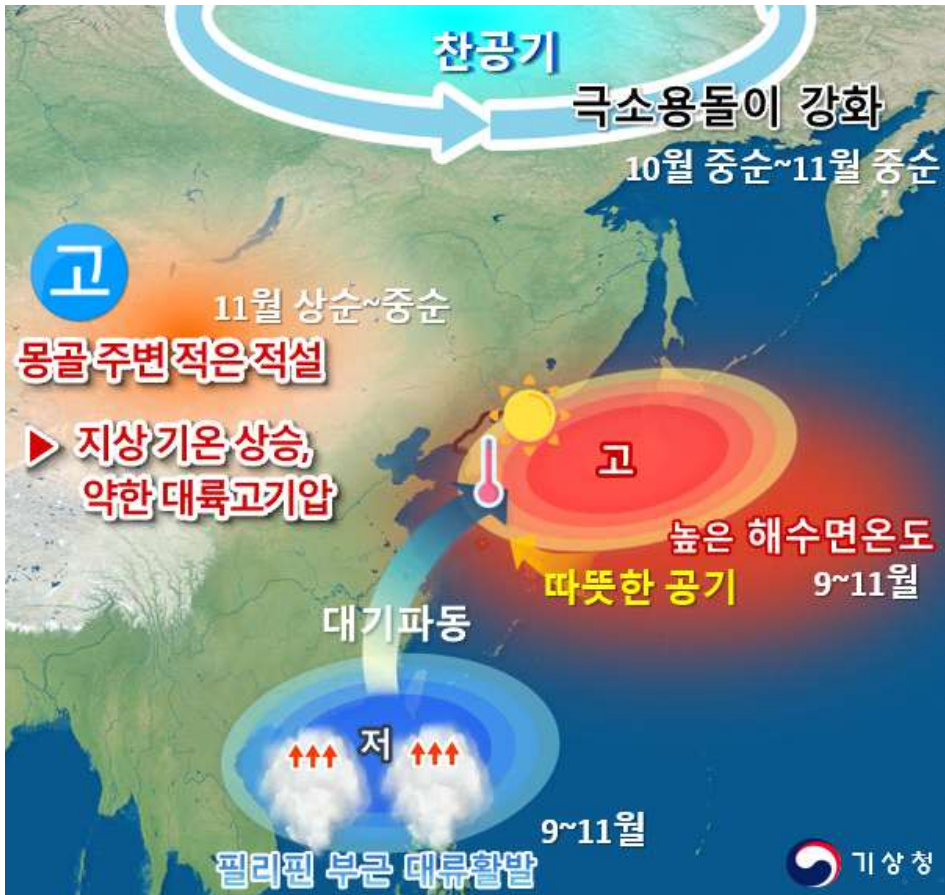 찬공기
극소용돌이 강화
10월 중순~11월 중순
고
11월 상순~중순
몽골 주변 적은 적설
▶ 지상 기온 상승,
약한 대륙고기압
고
높은 해수면온도
9~11월
따뜻한 공기
대기파동
저
9~11월
필리핀 부근 대류활발
기상청